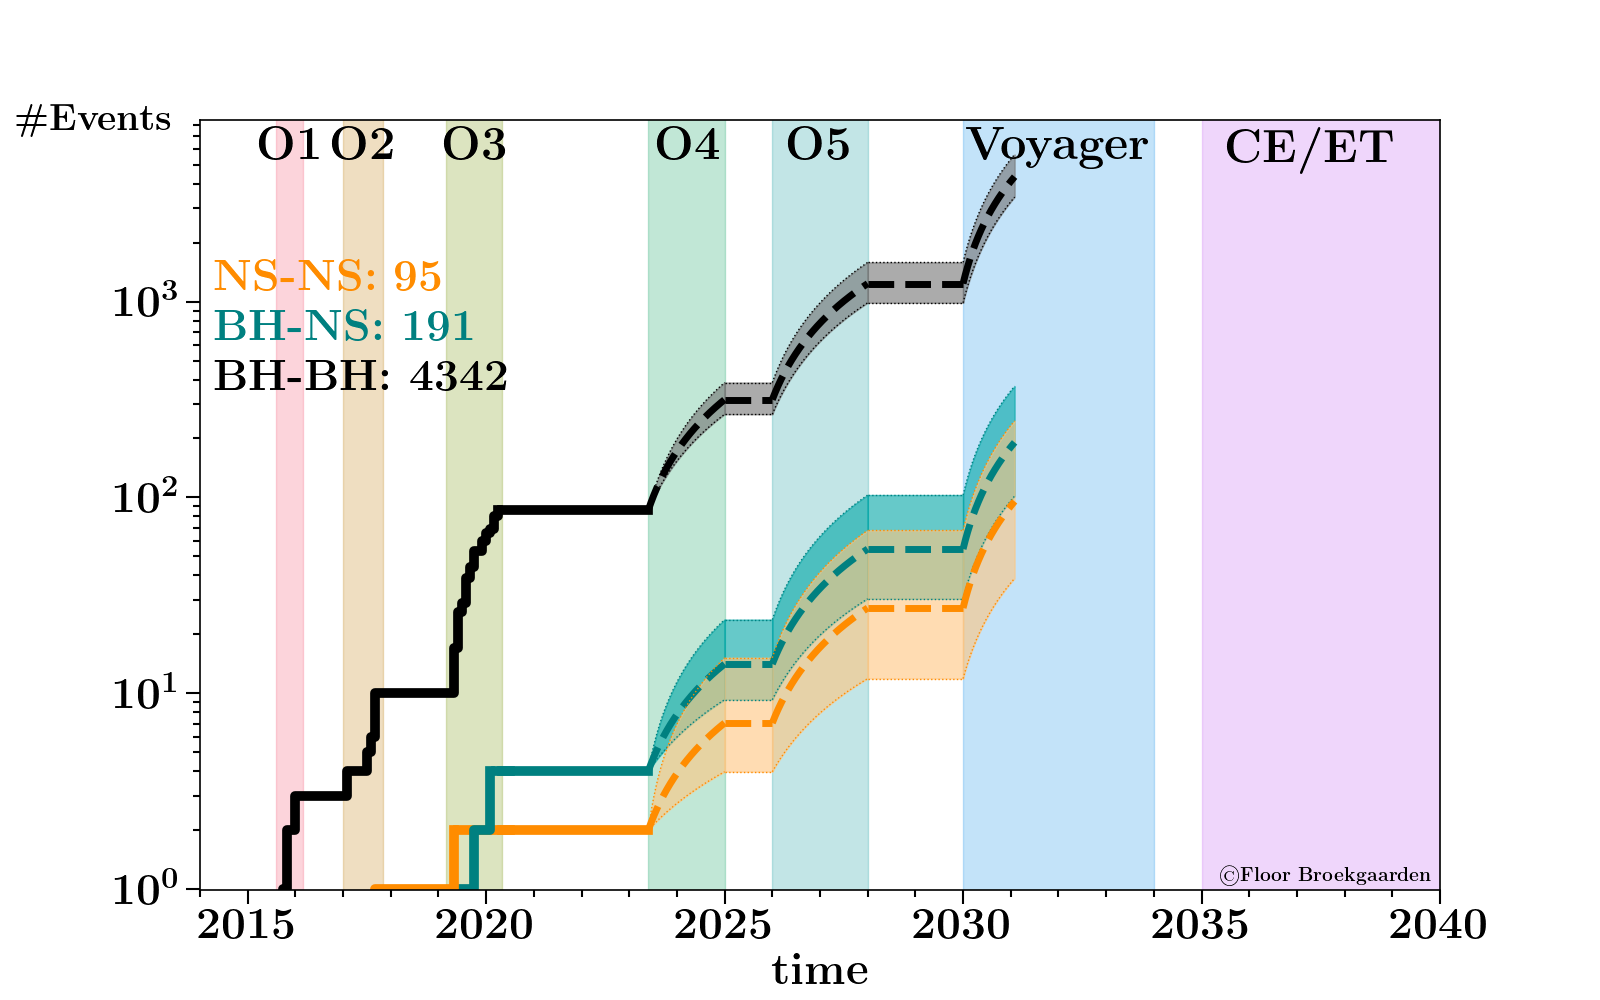 #Events
O1 O2 O3 O4 O5 Voyager CE/ET
NS-NS: 95
BH-NS: 191
BH-BH: 4342
10³
10²
10¹
10⁰
©Floor Broekgaarden
2015 2020 2025 2030 2035 2040
time